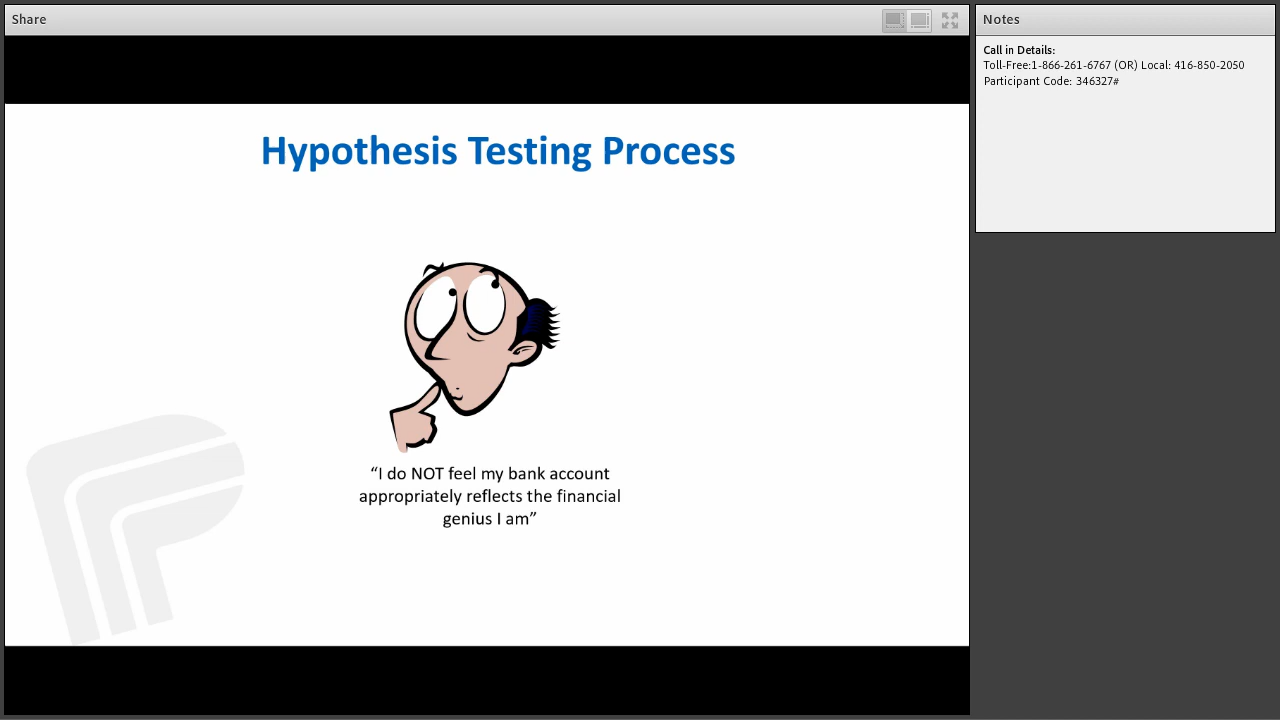 Share
Notes
Call in Details:
Toll-Free:1-866-261-6767 (OR) Local: 416-850-2050
Participant Code: 346327#
Hypothesis Testing Process
“I do NOT feel my bank account
appropriately reflects the financial
genius I am”